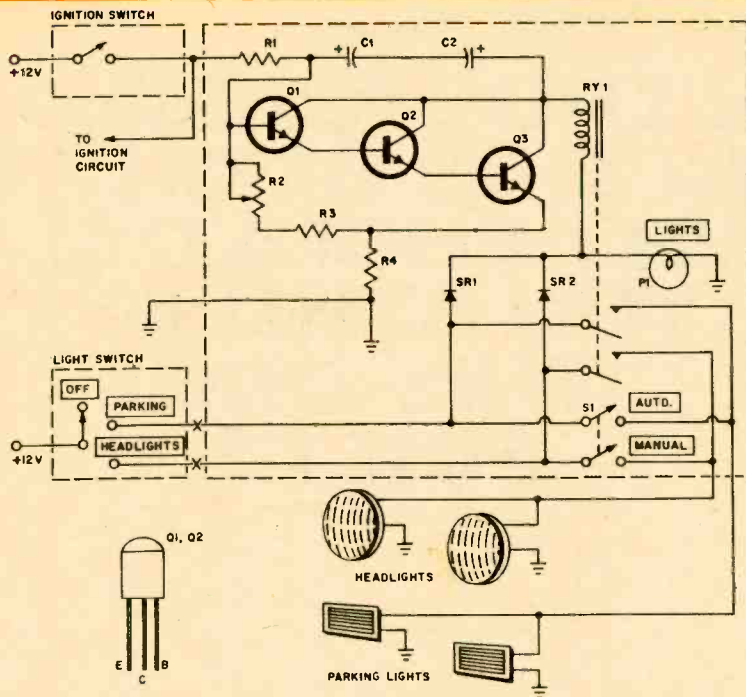 IGNITION SWITCH
+12V
TO
IGNITION
CIRCUIT
R1
+ C1
C2 +
Q1
Q2
Q3
RY1
R2
R3
R4
LIGHTS
P1
SR1
SR2
LIGHT SWITCH
OFF
PARKING
HEADLIGHTS
+12V
X
X
S1
AUTO.
MANUAL
Q1, Q2
E
C
B
HEADLIGHTS
PARKING LIGHTS